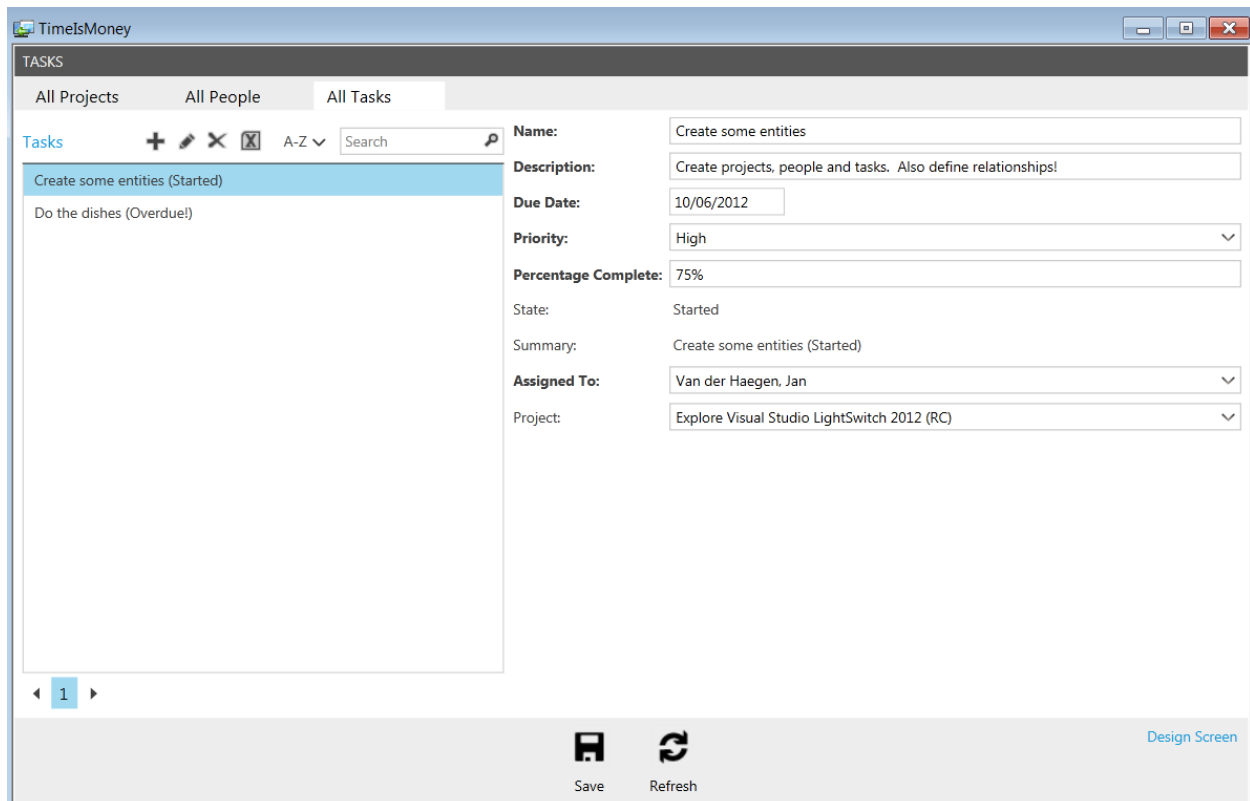 TimeIsMoney
TASKS
All Projects All People All Tasks
Tasks A-Z Search
Create some entities (Started)
Do the dishes (Overdue!)
Name: Create some entities
Description: Create projects, people and tasks.  Also define relationships!
Due Date: 10/06/2012
Priority: High
Percentage Complete: 75%
State: Started
Summary: Create some entities (Started)
Assigned To: Van der Haegen, Jan
Project: Explore Visual Studio LightSwitch 2012 (RC)
1
Design Screen
Save Refresh